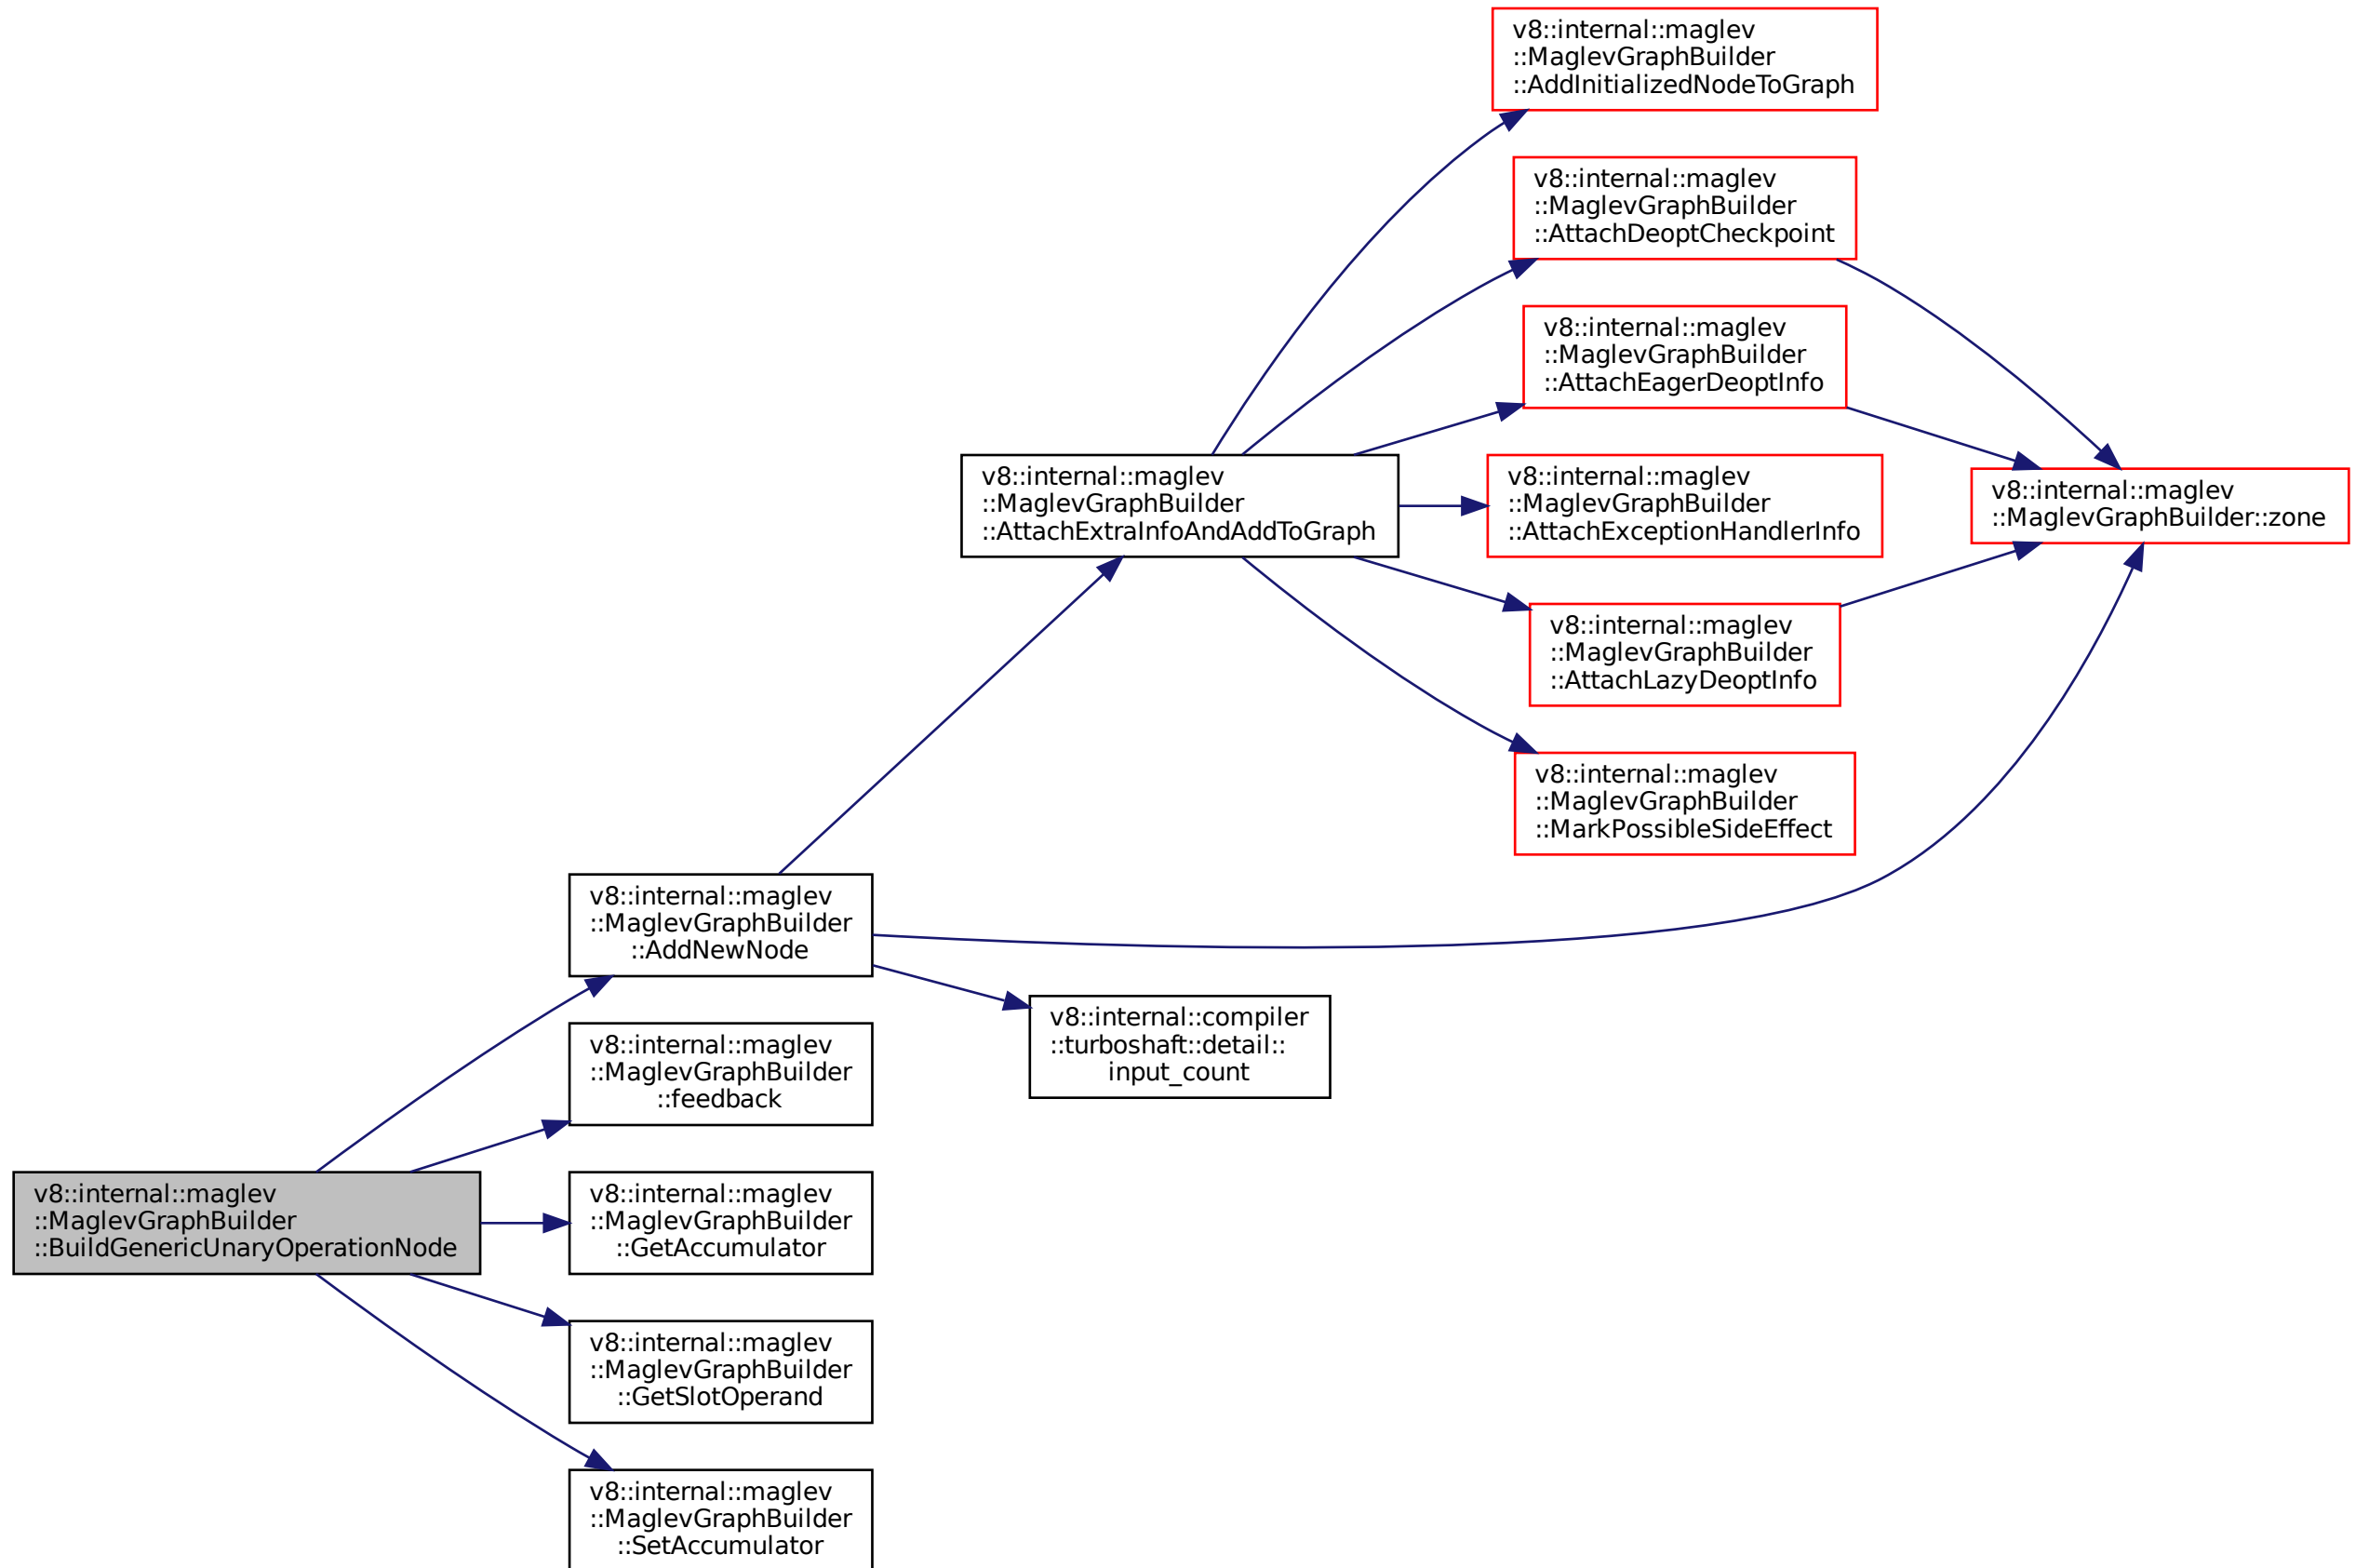 v8::internal::maglev
::MaglevGraphBuilder
::AddInitializedNodeToGraph
v8::internal::maglev
::MaglevGraphBuilder
::AttachDeoptCheckpoint
v8::internal::maglev
::MaglevGraphBuilder
::AttachEagerDeoptInfo
v8::internal::maglev
::MaglevGraphBuilder
::AttachExtraInfoAndAddToGraph
v8::internal::maglev
::MaglevGraphBuilder
::AttachExceptionHandlerInfo
v8::internal::maglev
::MaglevGraphBuilder::zone
v8::internal::maglev
::MaglevGraphBuilder
::AttachLazyDeoptInfo
v8::internal::maglev
::MaglevGraphBuilder
::MarkPossibleSideEffect
v8::internal::maglev
::MaglevGraphBuilder
::AddNewNode
v8::internal::compiler
::turboshaft::detail::
input_count
v8::internal::maglev
::MaglevGraphBuilder
::feedback
v8::internal::maglev
::MaglevGraphBuilder
::BuildGenericUnaryOperationNode
v8::internal::maglev
::MaglevGraphBuilder
::GetAccumulator
v8::internal::maglev
::MaglevGraphBuilder
::GetSlotOperand
v8::internal::maglev
::MaglevGraphBuilder
::SetAccumulator